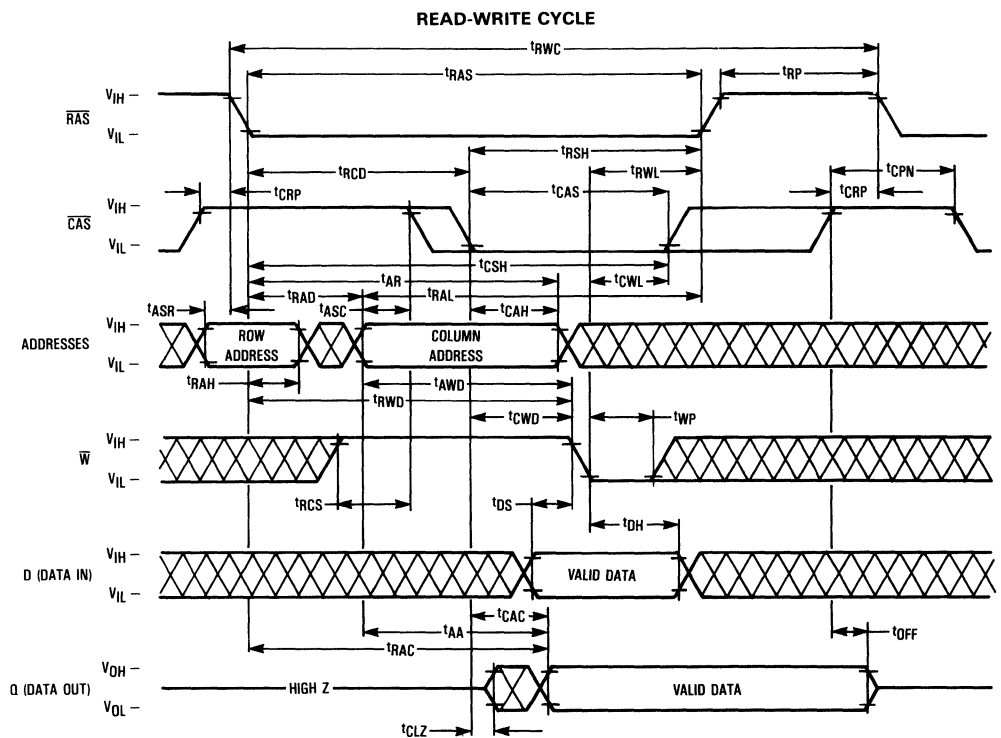 READ-WRITE CYCLE
tRWC
tRAS
tRP
VIH
RAS
VIL
tRSH
tRCD
tRWL
tCPN
tCRP
tCAS
tCRP
VIH
CAS
VIL
tCSH
tAR
tCWL
tRAD
tRAL
tASR
tASC
tCAH
VIH
ADDRESSES
ROW ADDRESS
COLUMN ADDRESS
VIL
tRAH
tAWD
tRWD
tCWD
tWP
VIH
W
VIL
tRCS
tDS
tDH
VIH
D (DATA IN)
VALID DATA
VIL
tCAC
tAA
tOFF
tRAC
VOH
Q (DATA OUT)
HIGH Z
VALID DATA
VOL
tCLZ